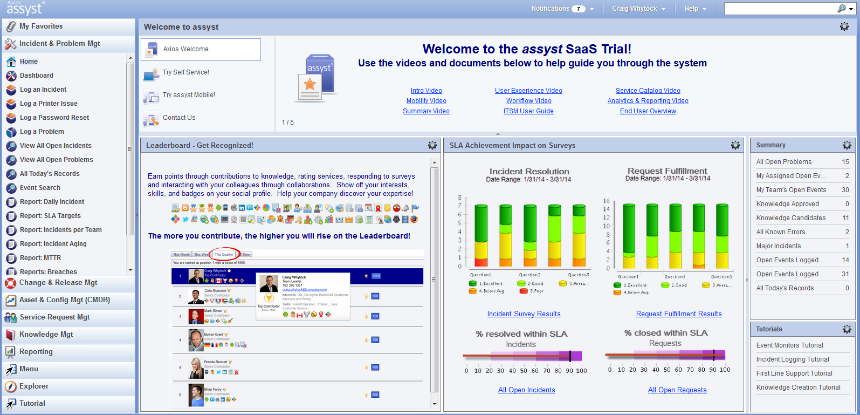 assyst
Notifications 7
Craig Whytock
Help
My Favorites
Incident & Problem Mgt
Home
Dashboard
Log an Incident
Log a Printer Issue
Log a Password Reset
Log a Problem
View All Open Incidents
View All Open Problems
All Today's Records
Event Search
Report: Daily Incident
Report: SLA Targets
Report: Incidents per Team
Report: Incident Aging
Report: MTTR
Report: Breaches
Change & Release Mgt
Asset & Config Mgt (CMDB)
Service Request Mgt
Knowledge Mgt
Reporting
Menu
Explorer
Tutorial
Welcome to assyst
Axios Welcome
Try Self Service!
Try assyst Mobile!
Contact Us
assyst
1 / 5
Welcome to the assyst SaaS Trial!
Use the videos and documents below to help guide you through the system
Intro Video
User Experience Video
Service Catalog Video
Mobility Video
Workflow Video
Analytics & Reporting Video
Summary Video
ITSM User Guide
End User Overview
Leaderboard - Get Recognized!
Earn points through contributions to knowledge, rating services, responding to surveys
and interacting with your colleagues through collaborations. Show off your interests,
skills, and badges on your social profile. Help your company discover your expertise!
The more you contribute, the higher you will rise on the Leaderboard!
This Quarter
Craig Whytock
Craig Whytock
SLA Achievement Impact on Surveys
Incident Resolution
Date Range: 1/31/14 - 3/31/14
8
7
6
5
4
3
2
1
0
Question1
Question3
Question5
1.Excellent
2.Good
3.Avera..
4.Below Avg
5.Poor
Incident Survey Results
Request Fulfillment
Date Range: 1/31/14 - 3/31/14
16
14
12
10
8
6
4
2
0
Question1
Question3
Question5
1.Excellent
2.Good
3.Avera..
4.Below Avg
Request Fulfillment Results
% resolved within SLA
Incidents
0 10 20 30 40 50 60 70 80 90 100
All Open Incidents
% closed within SLA
Requests
0 10 20 30 40 50 60 70 80 90 100
All Open Requests
Summary
All Open Problems 15
My Assigned Open Ev... 2
My Team's Open Events 30
Knowledge Approved 0
Knowledge Candidates 11
All Known Errors 2
Major Incidents 1
Open Events Logged 14
Open Events Logged 31
All Today's Records 0
Tutorials
Event Monitors Tutorial
Incident Logging Tutorial
First Line Support Tutorial
Knowledge Creation Tutorial